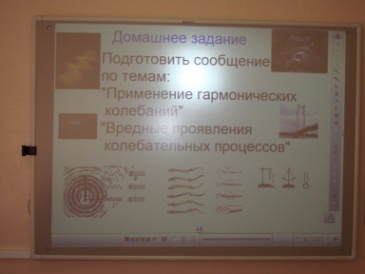 Домашнее задание
Подготовить сообщение
по темам:
"Применение гармонических
колебаний"
"Вредные проявления
колебательных процессов"